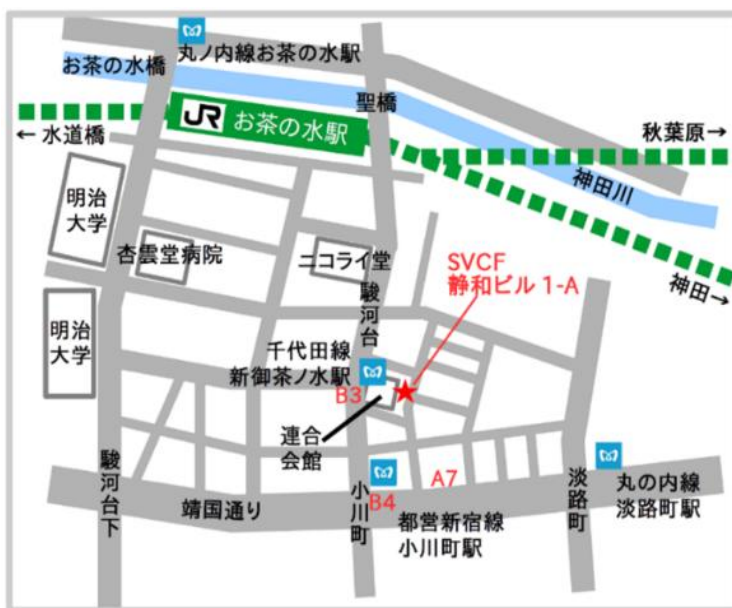 丸ノ内線お茶の水駅
お茶の水橋
聖橋
JR お茶の水駅
← 水道橋
秋葉原→
神田川
明治
大学
杏雲堂病院
ニコライ堂
SVCF
静和ビル 1-A
神田→
駿河台
明治
大学
千代田線
新御茶ノ水駅
B3
連合
会館
駿河台下
靖国通り
小川町
B4
A7
都営新宿線
小川町駅
淡路町
丸の内線
淡路町駅